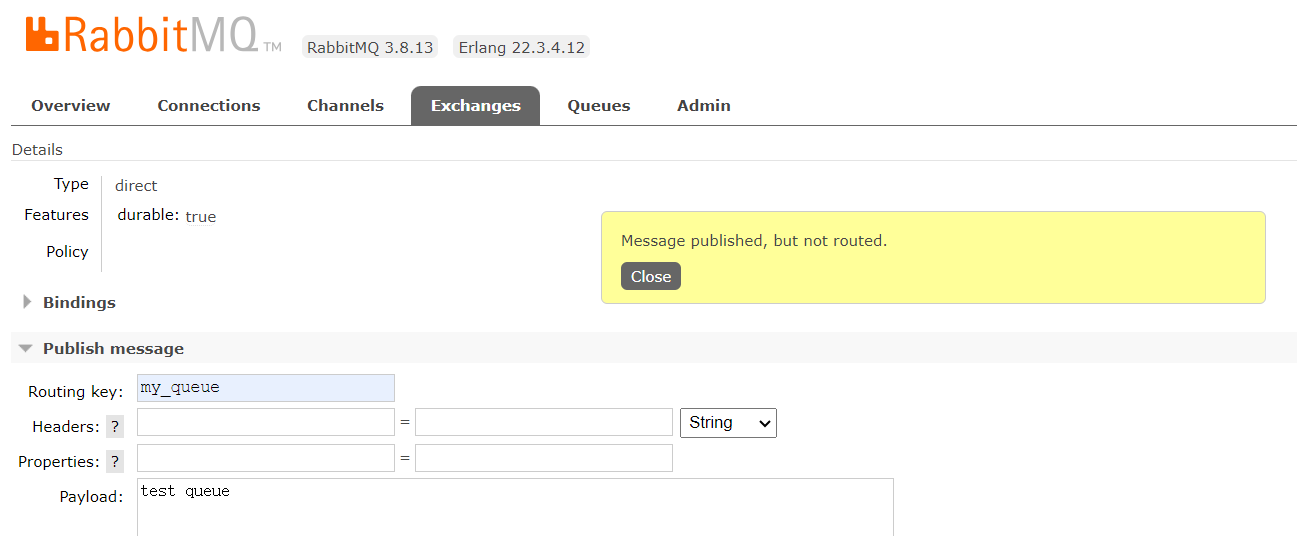 RabbitMQ TM RabbitMQ 3.8.13 Erlang 22.3.4.12
Overview Connections Channels Exchanges Queues Admin
Details
Type direct
Features durable: true
Policy
Message published, but not routed.
Close
Bindings
Publish message
Routing key: my_queue
Headers: ? = String
Properties: ? =
Payload: test queue